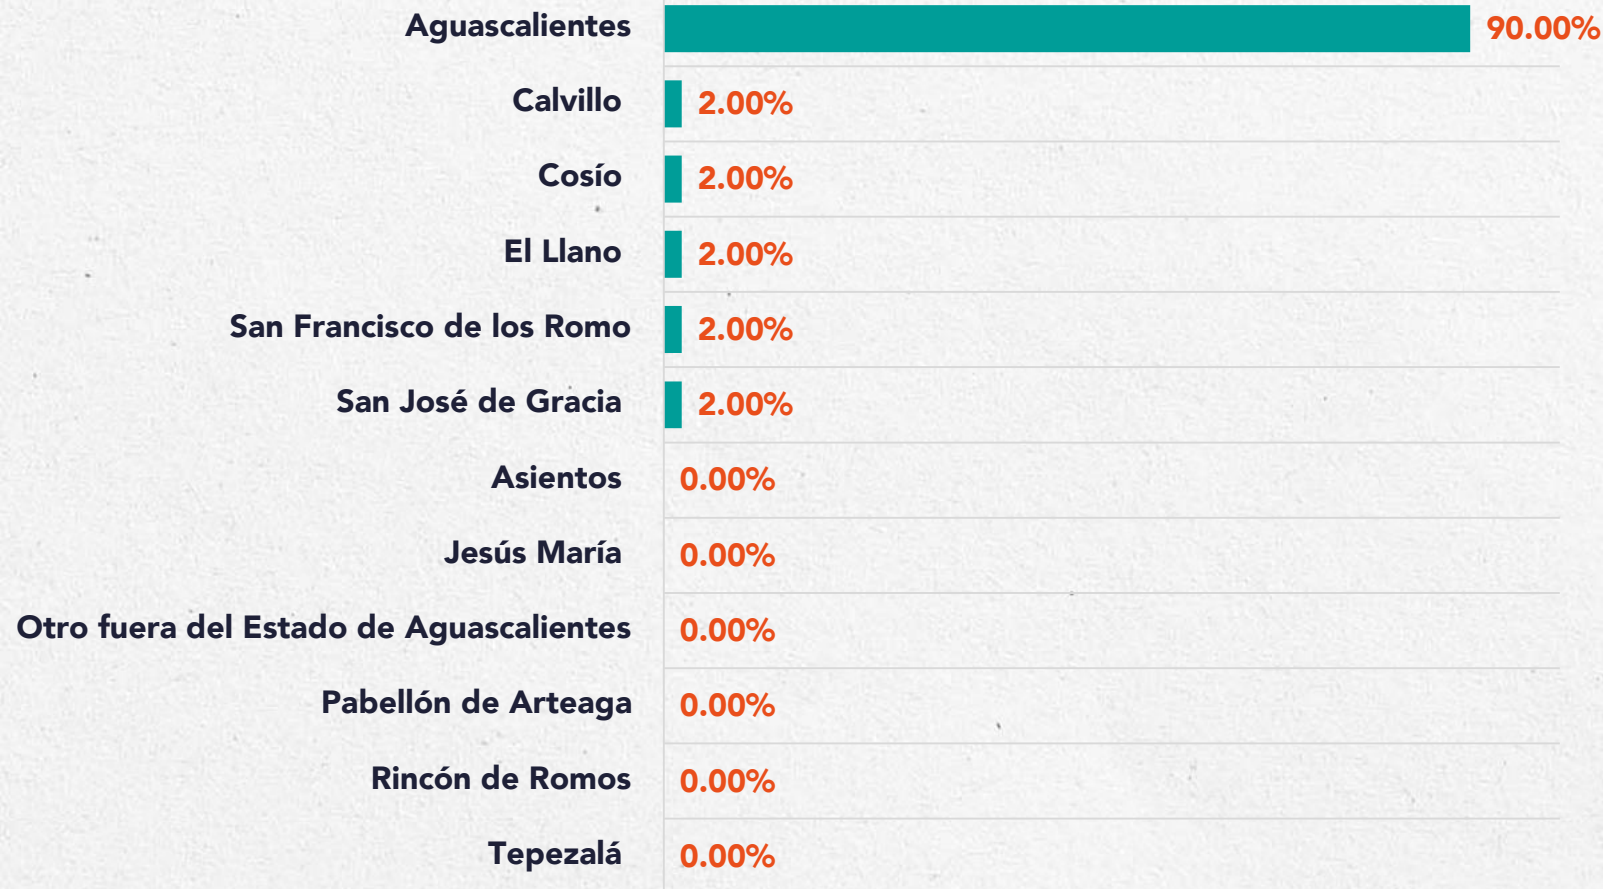 Aguascalientes 90.00%
Calvillo 2.00%
Cosío 2.00%
El Llano 2.00%
San Francisco de los Romo 2.00%
San José de Gracia 2.00%
Asientos 0.00%
Jesús María 0.00%
Otro fuera del Estado de Aguascalientes 0.00%
Pabellón de Arteaga 0.00%
Rincón de Romos 0.00%
Tepezalá 0.00%